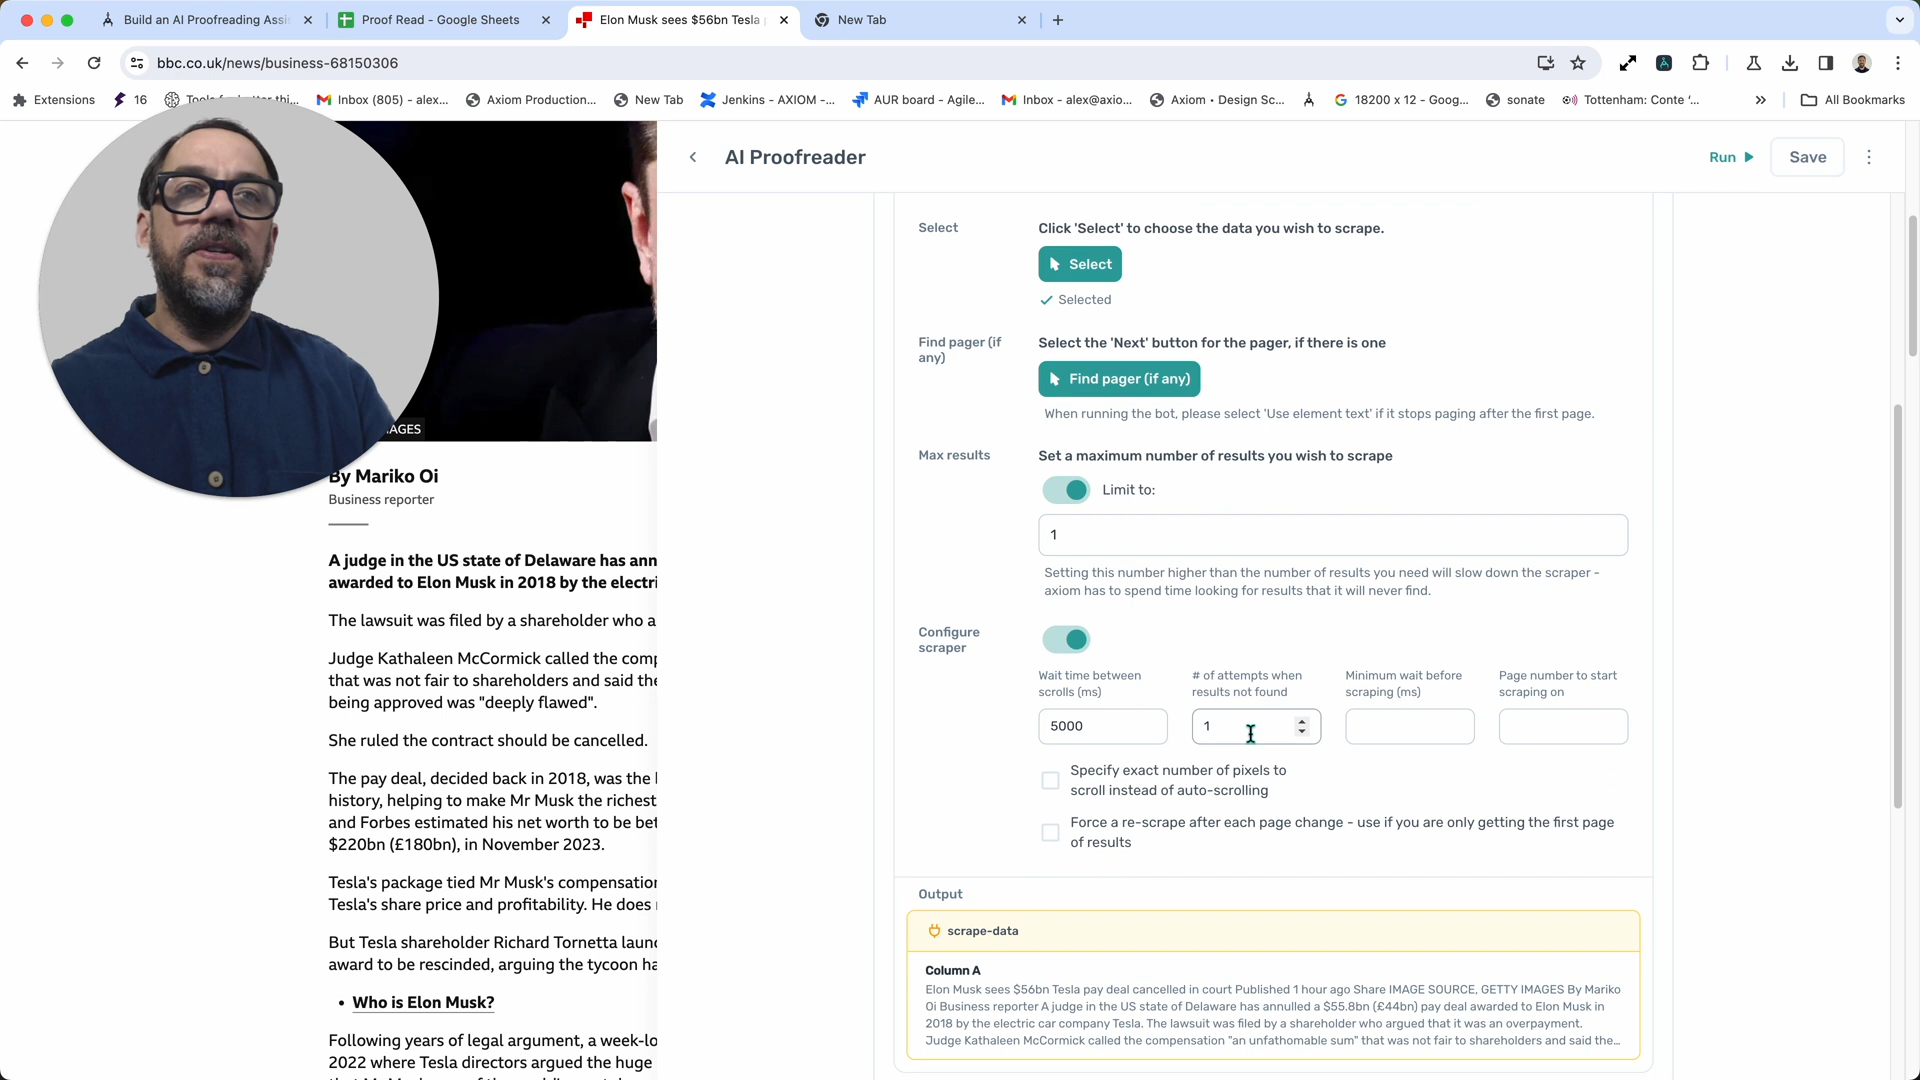 Build an AI Proofreading Assi
Proof Read - Google Sheets
Elon Musk sees $56bn Tesla p
New Tab
bbc.co.uk/news/business-68150306
Extensions
16
Inbox (805) - alex...
Axiom Production...
New Tab
Jenkins - AXIOM -...
AUR board - Agile...
Inbox - alex@axio...
Axiom • Design Sc...
18200 x 12 - Goog...
sonate
Tottenham: Conte ‘...
All Bookmarks
AI Proofreader
Run
Save
AGES
By Mariko Oi
Business reporter
A judge in the US state of Delaware has ann
awarded to Elon Musk in 2018 by the electri
The lawsuit was filed by a shareholder who a
Judge Kathaleen McCormick called the comp
that was not fair to shareholders and said the
being approved was "deeply flawed".
She ruled the contract should be cancelled.
The pay deal, decided back in 2018, was the l
history, helping to make Mr Musk the richest
and Forbes estimated his net worth to be bet
$220bn (£180bn), in November 2023.
Tesla's package tied Mr Musk's compensation
Tesla's share price and profitability. He does
But Tesla shareholder Richard Tornetta launc
award to be rescinded, arguing the tycoon ha
• Who is Elon Musk?
Following years of legal argument, a week-lo
2022 where Tesla directors argued the huge
Select
Click 'Select' to choose the data you wish to scrape.
Select
Selected
Find pager (if
any)
Select the 'Next' button for the pager, if there is one
Find pager (if any)
When running the bot, please select 'Use element text' if it stops paging after the first page.
Max results
Set a maximum number of results you wish to scrape
Limit to:
1
Setting this number higher than the number of results you need will slow down the scraper -
axiom has to spend time looking for results that it will never find.
Configure
scraper
Wait time between
scrolls (ms)
5000
# of attempts when
results not found
1
Minimum wait before
scraping (ms)
Page number to start
scraping on
Specify exact number of pixels to
scroll instead of auto-scrolling
Force a re-scrape after each page change - use if you are only getting the first page
of results
Output
scrape-data
Column A
Elon Musk sees $56bn Tesla pay deal cancelled in court Published 1 hour ago Share IMAGE SOURCE, GETTY IMAGES By Mariko
Oi Business reporter A judge in the US state of Delaware has annulled a $55.8bn (£44bn) pay deal awarded to Elon Musk in
2018 by the electric car company Tesla. The lawsuit was filed by a shareholder who argued that it was an overpayment.
Judge Kathaleen McCormick called the compensation "an unfathomable sum" that was not fair to shareholders and said the...